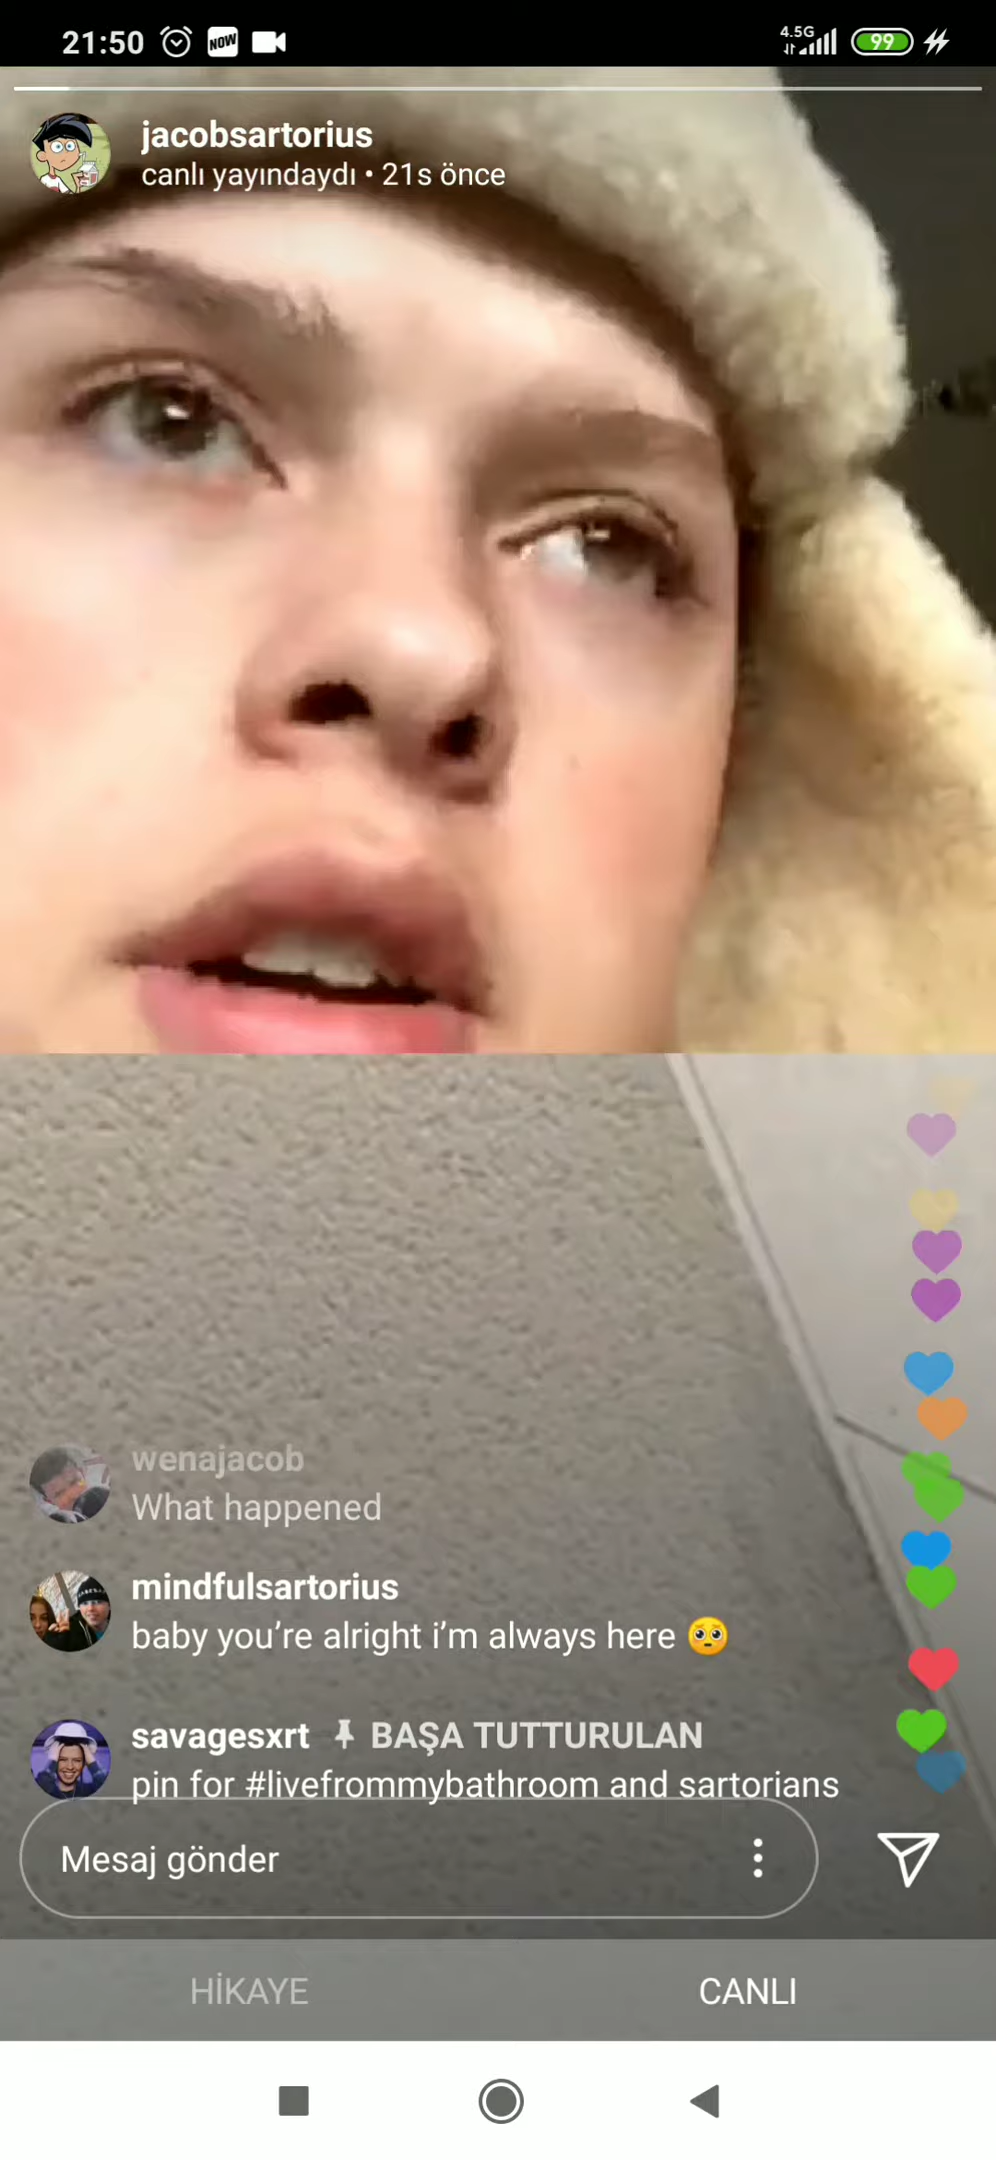 21:50 NOW 4.5G 99
jacobsartorius
canlı yayındaydı • 21s önce
wenajacob
What happened
mindfulsartorius
baby you’re alright i’m always here 🥺
savagesxrt BAŞA TUTTURULAN
pin for #livefrommybathroom and sartorians
Mesaj gönder
HİKAYE CANLI